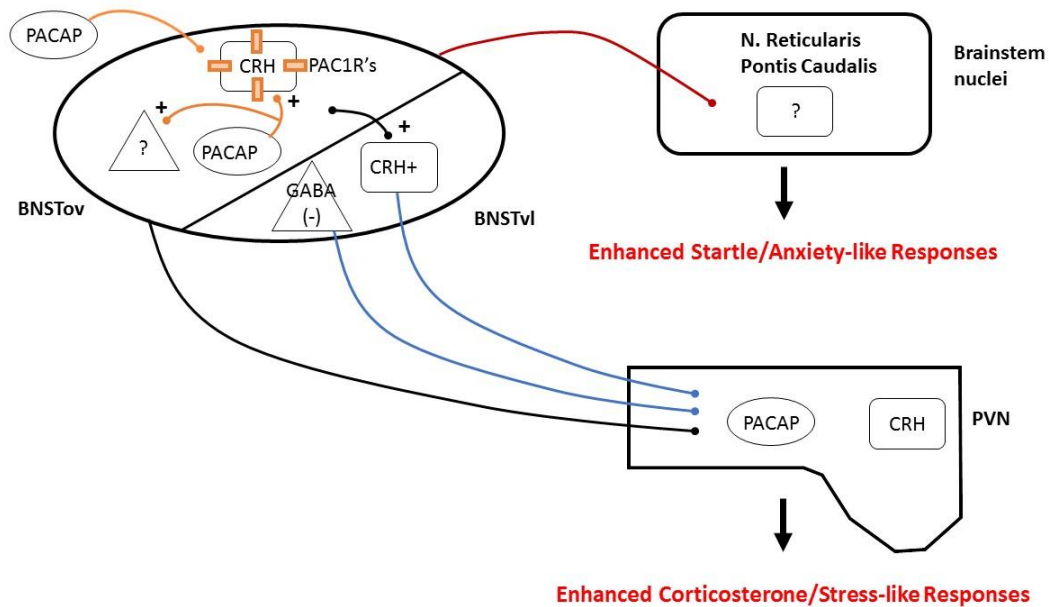 PACAP
CRH
PAC1R's
+
+
?
PACAP
+
CRH+
GABA
(-)
BNSTov
BNSTvl
N. Reticularis
Pontis Caudalis
?
Brainstem
nuclei
Enhanced Startle/Anxiety-like Responses
PACAP
CRH
PVN
Enhanced Corticosterone/Stress-like Responses